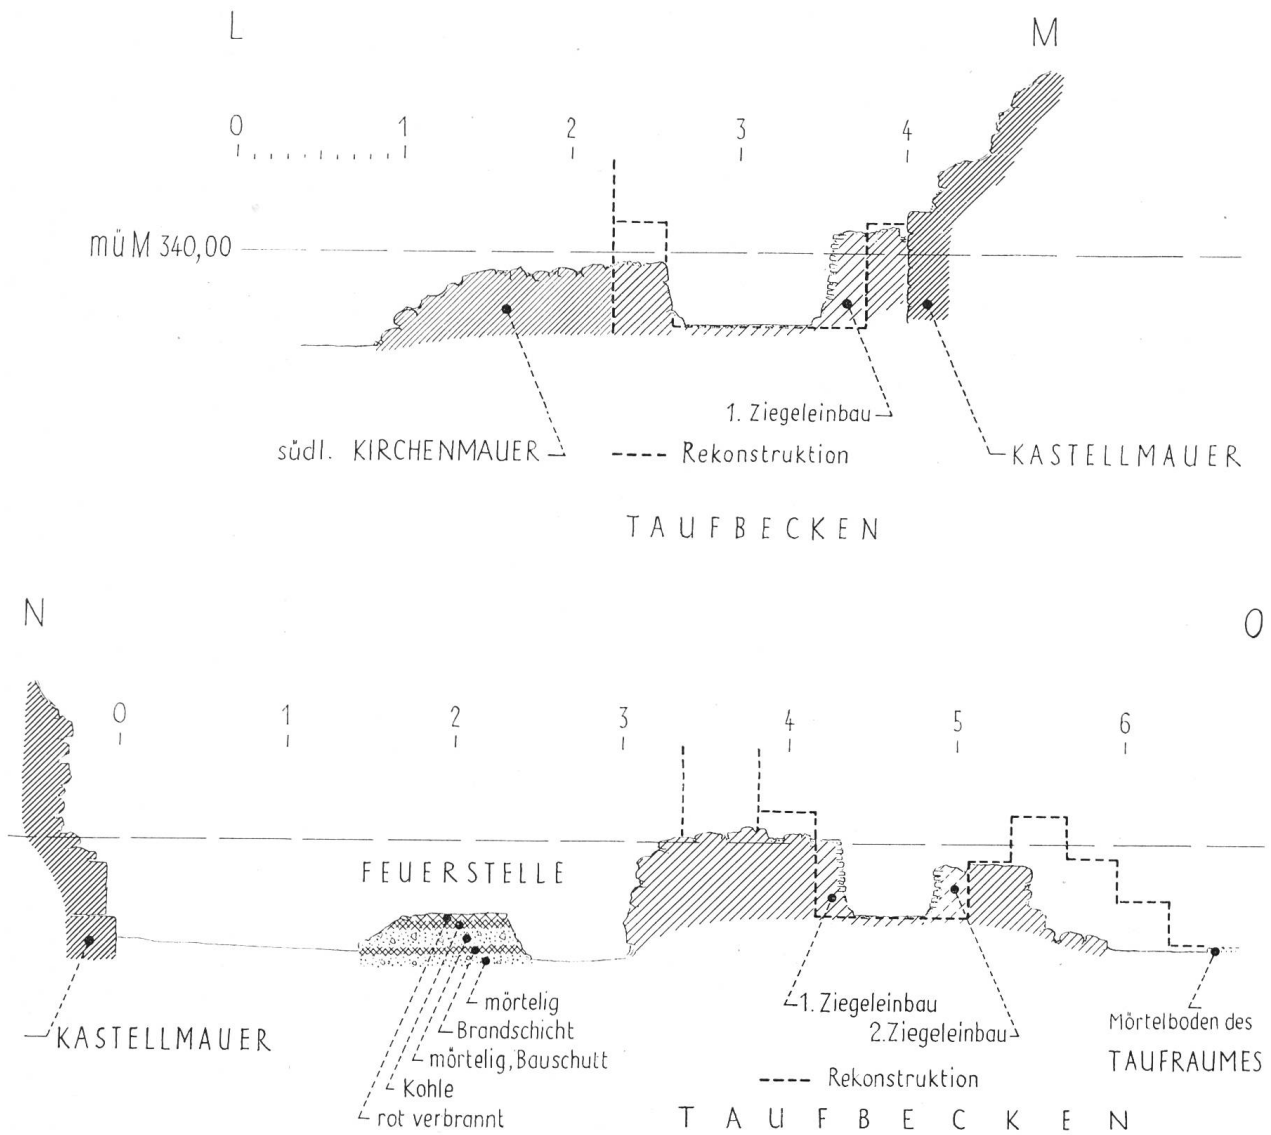 L M
0 1 2 3 4
müM 340,00
1. Ziegeleinbau
südl. KIRCHENMAUER
Rekonstruktion
KASTELLMAUER
TAUFBECKEN
N O
0 1 2 3 4 5 6
FEUERSTELLE
mörtelig
Brandschicht
mörtelig, Bauschutt
Kohle
rot verbrannt
KASTELLMAUER
1. Ziegeleinbau
2. Ziegeleinbau
Mörtelboden des
TAUFRAUMES
Rekonstruktion
TAUFBECKEN